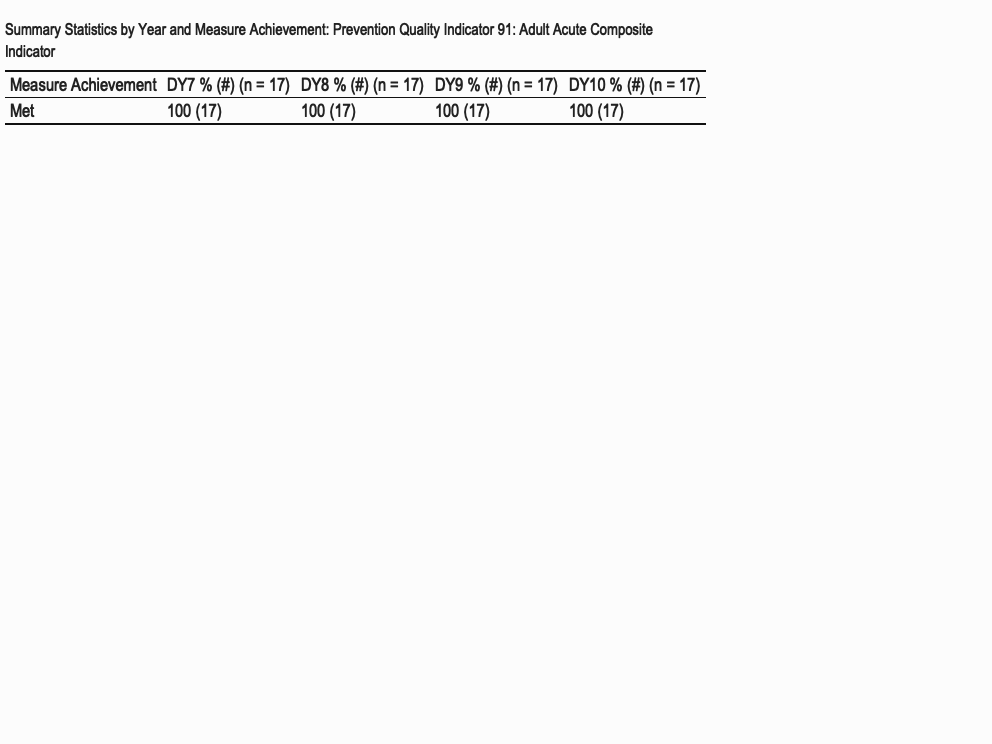 Summary Statistics by Year and Measure Achievement: Prevention Quality Indicator 91: Adult Acute Composite
Indicator
Measure Achievement DY7 % (#) (n = 17) DY8 % (#) (n = 17) DY9 % (#) (n = 17) DY10 % (#) (n = 17)
Met 100 (17) 100 (17) 100 (17) 100 (17)